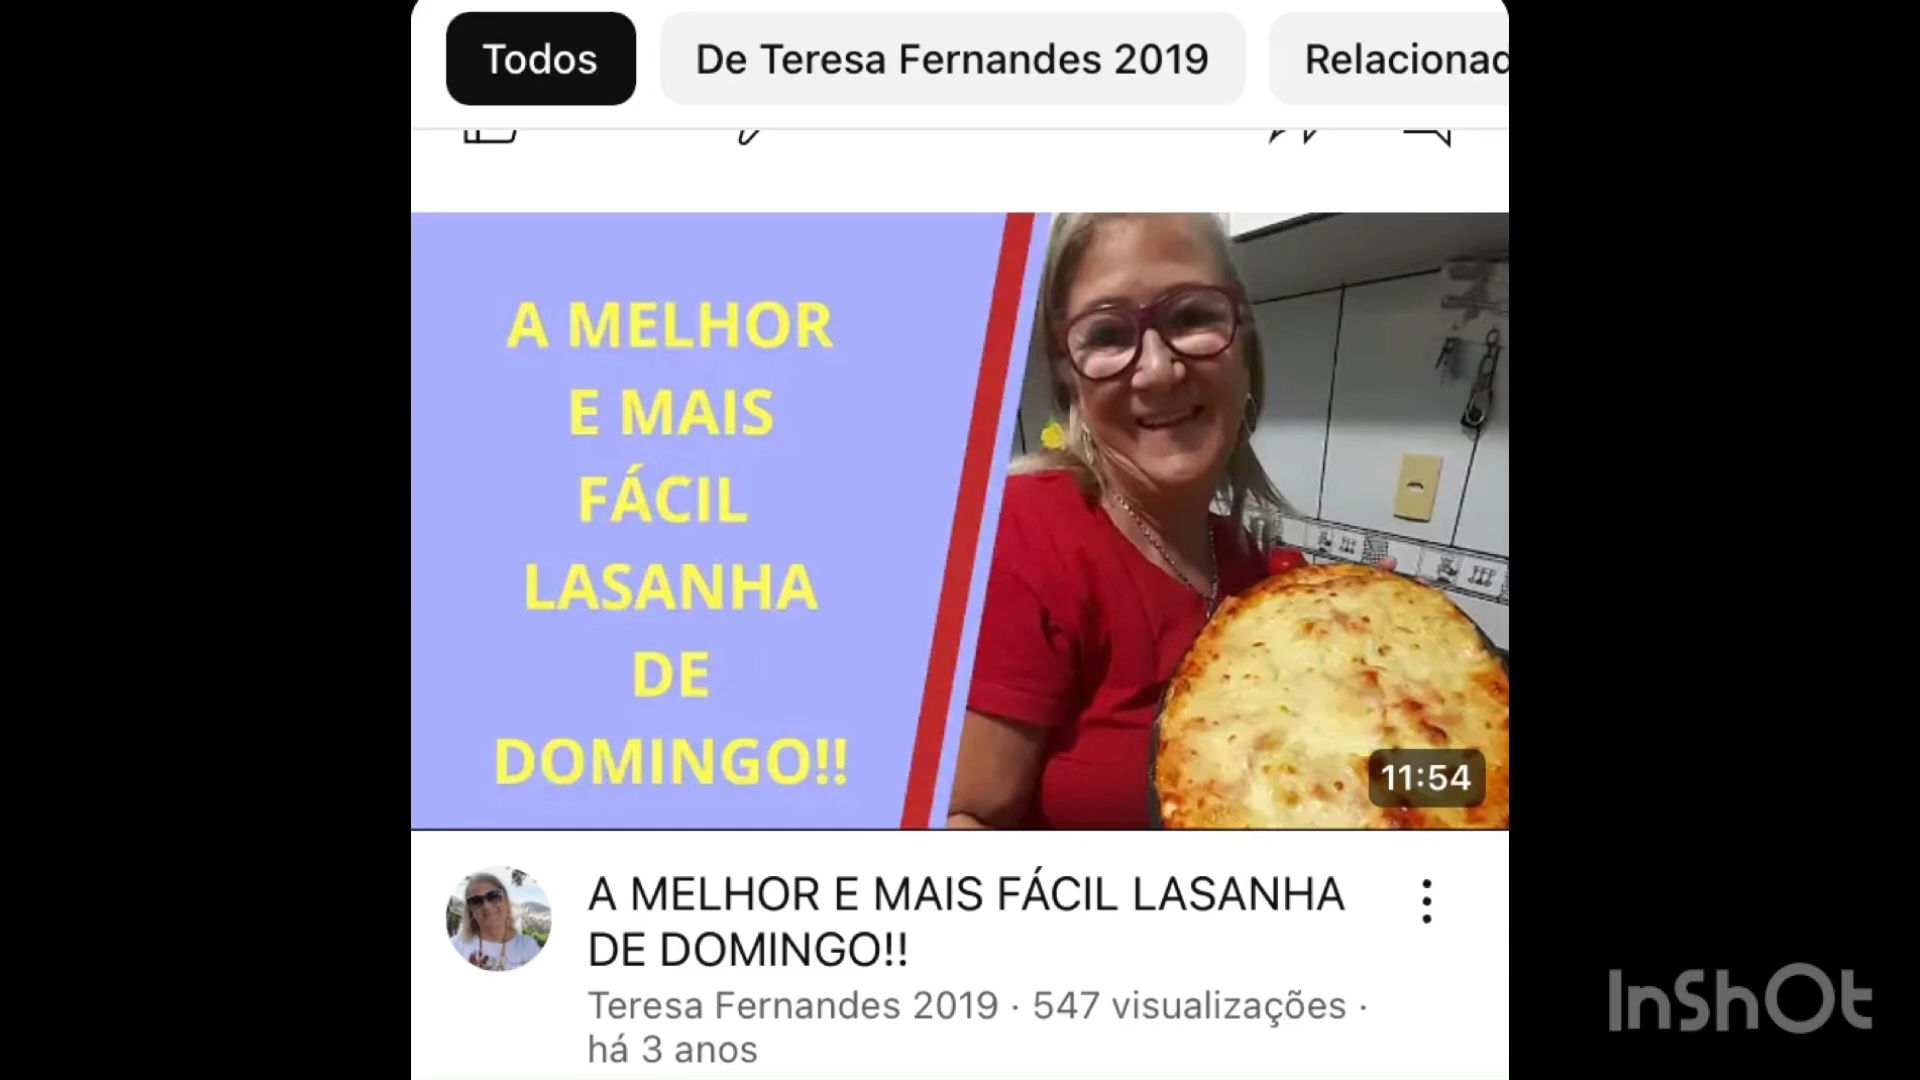 Todos
De Teresa Fernandes 2019
Relacionad
A MELHOR
E MAIS
FÁCIL
LASANHA
DE
DOMINGO!!
11:54
A MELHOR E MAIS FÁCIL LASANHA
DE DOMINGO!!
Teresa Fernandes 2019 · 547 visualizações ·
há 3 anos
InShOt